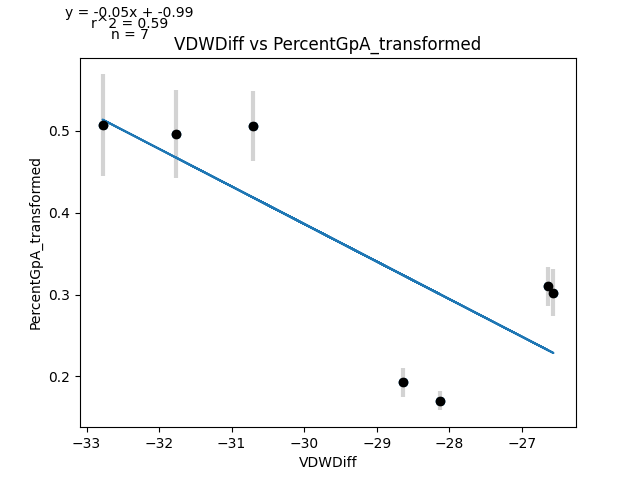 y = -0.05x + -0.99
r^2 = 0.59
n = 7
VDWDiff vs PercentGpA_transformed
PercentGpA_transformed
0.5
0.4
0.3
0.2
−33
−32
−31
−30
−29
−28
−27
VDWDiff